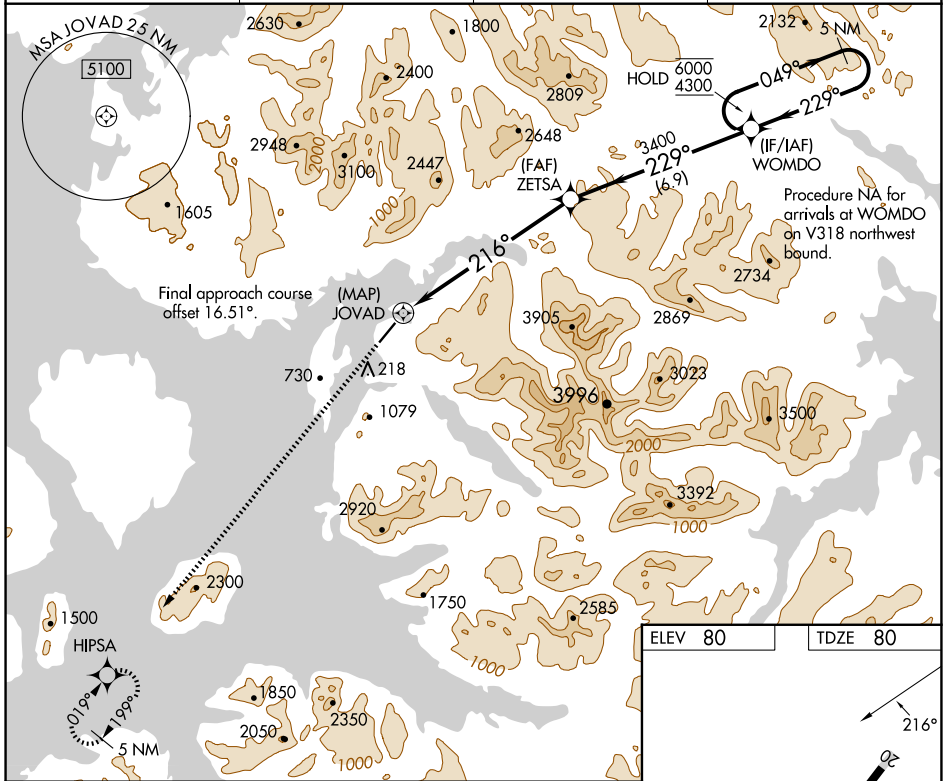 MSA JOVAD 25 NM
5100
2630
1800
2132
5 NM
2400
2809
HOLD
6000
4300
049°
229°
2948
2000
3100
2648
2447
1000
3400
229°
(6.9)
(IF/IAF)
WOMDO
(FAF)
ZETSA
1605
Procedure NA for
arrivals at WOMDO
on V318 northwest
bound.
216°
2734
Final approach course
offset 16.51°.
(MAP)
JOVAD
2869
3905
218
730
3023
3996
1079
3500
2000
3392
1000
2920
2300
1750
2585
1500
1000
HIPSA
019°
199°
5 NM
1850
2050
2350
1000
ELEV 80
TDZE 80
216°
20